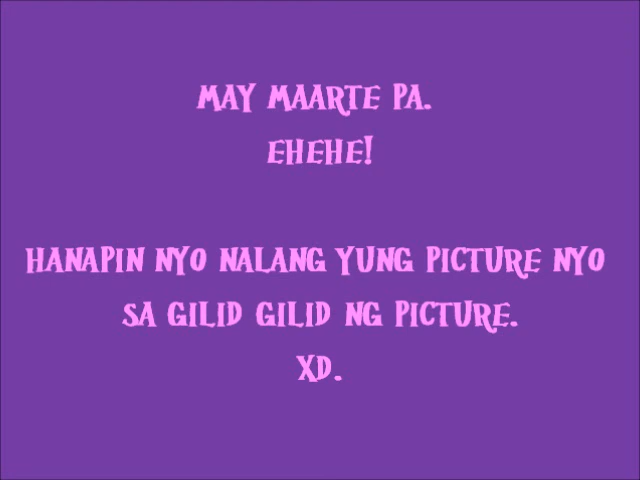 MAY MAARTE PA.
EHEHE!
HANAPIN NYO NALANG YUNG PICTURE NYO
SA GILID GILID NG PICTURE.
XD.